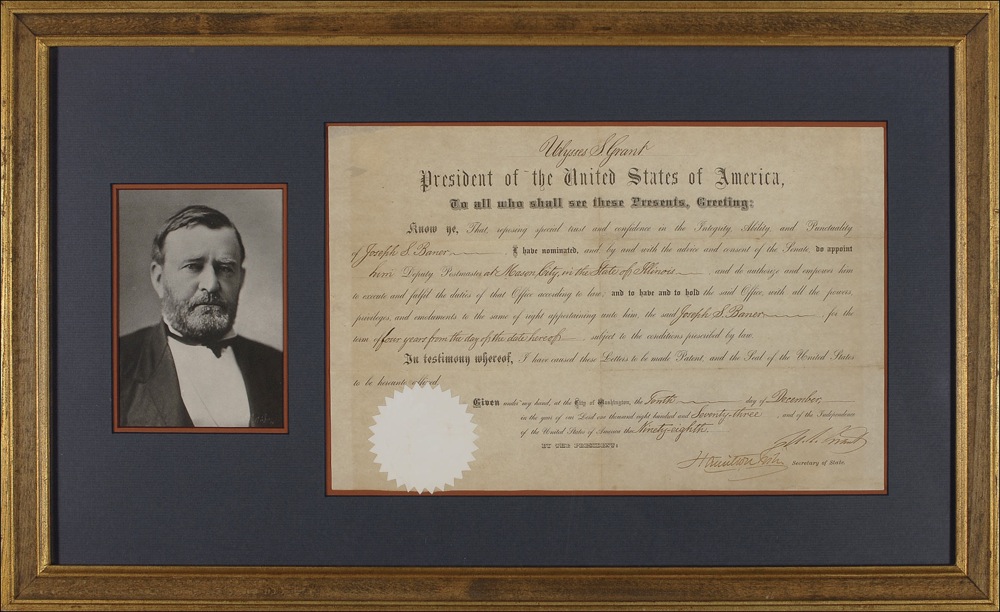 Ulysses S. Grant
President of the United States of America,
To all who shall see these Presents, Greeting:
Know ye, That, reposing special trust and confidence in the Integrity, Ability, and Punctuality
of Joseph S. Baner, I have nominated, and by and with the advice and consent of the Senate, do appoint
him Deputy Postmaster, at Mason City, in the State of Illinois and do authorize and empower him
to execute and fulfil the duties of that Office according to law; and to have and to hold the said Office, with all the powers,
privileges, and emoluments to the same of right appertaining unto him, the said Joseph S. Baner, for the
term of four years from the day of the date hereof, subject to the conditions prescribed by law.
In testimony whereof, I have caused these Letters to be made Patent, and the Seal of the United States
to be hereunto affixed.
Given under my hand, at the City of Washington, the Tenth day of December,
in the year of our Lord one thousand eight hundred and Seventy-three, and of the Independence
of the United States of America the Ninety-eighth.
BY THE PRESIDENT:
U.S. Grant
Hamilton Fish Secretary of State.